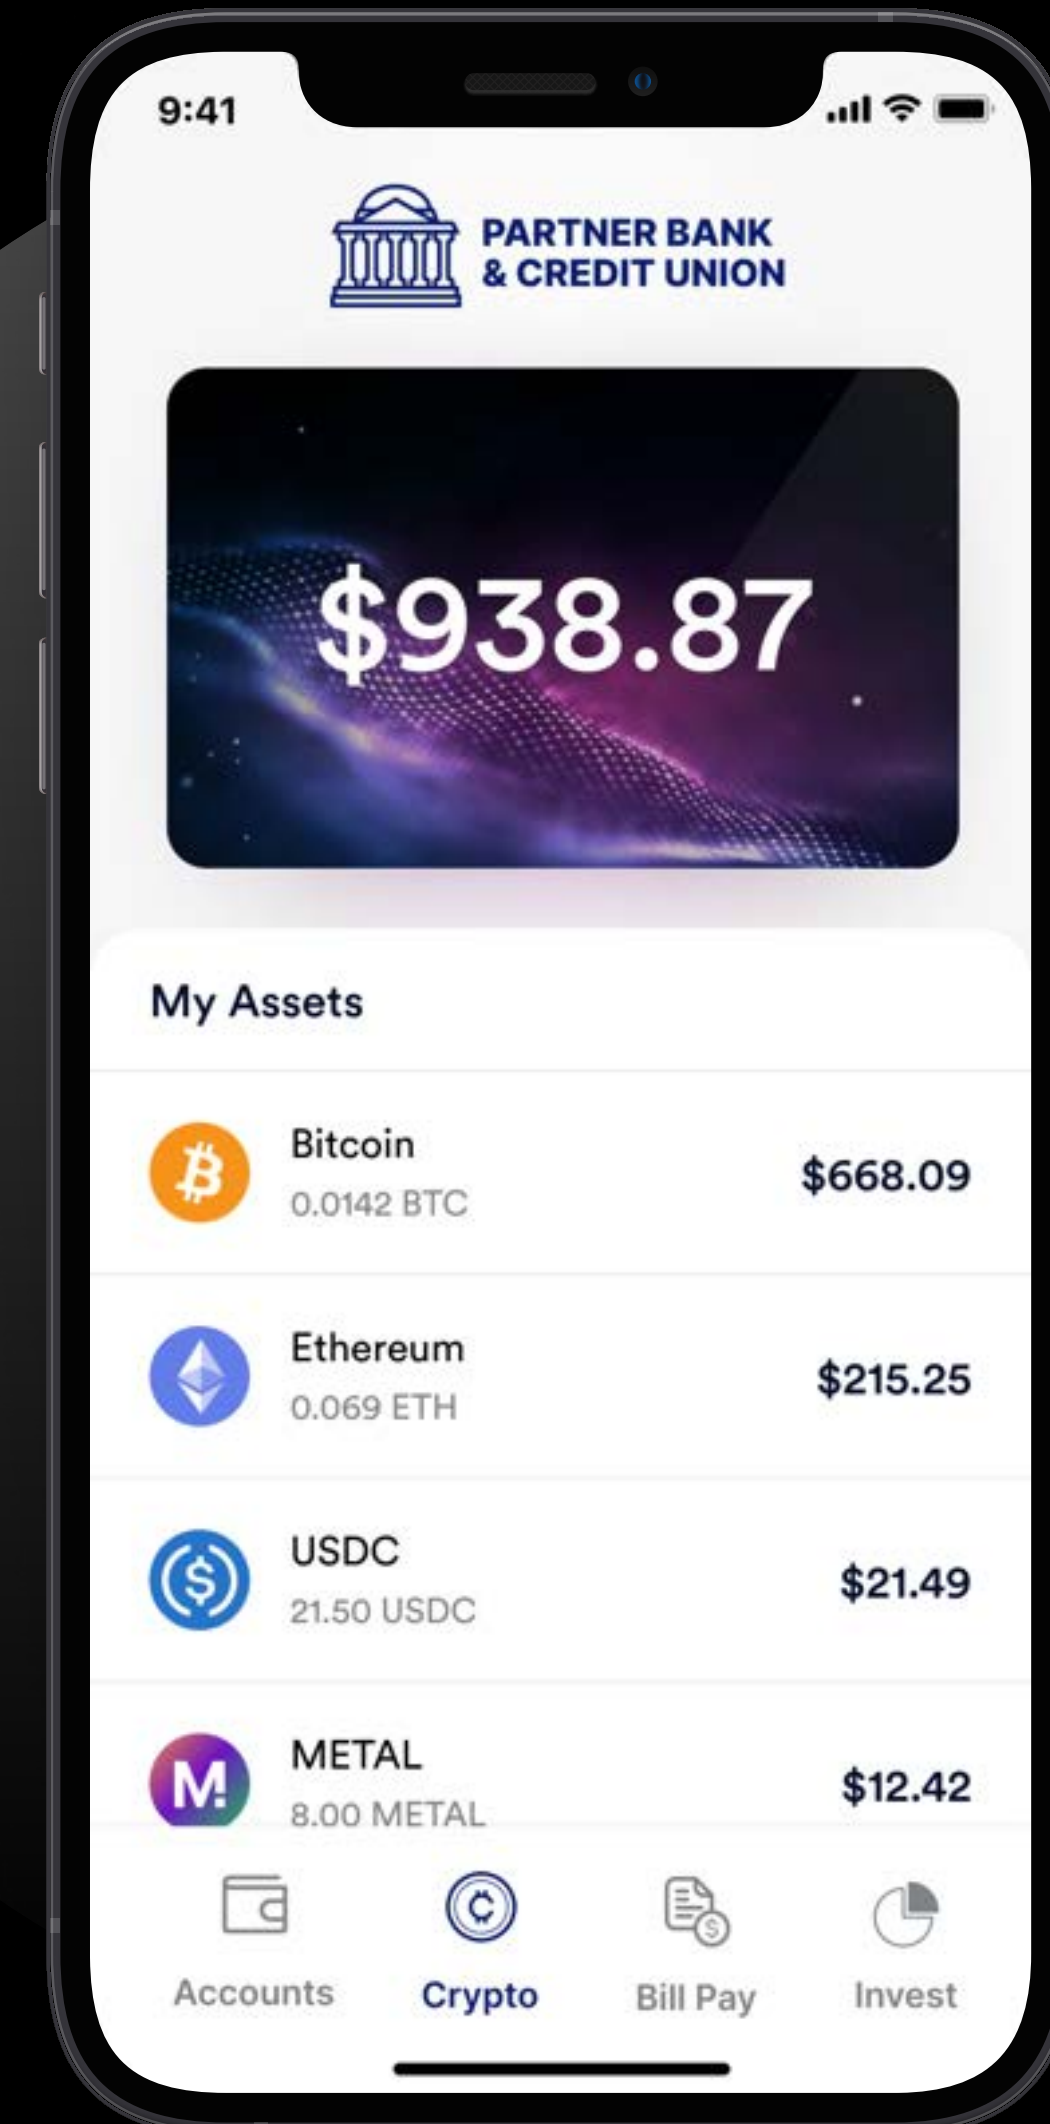 9:41
PARTNER BANK
& CREDIT UNION
$938.87
My Assets
Bitcoin
$668.09
0.0142 BTC
Ethereum
$215.25
0.069 ETH
USDC
$21.49
21.50 USDC
METAL
$12.42
8.00 METAL
Accounts
Crypto
Bill Pay
Invest